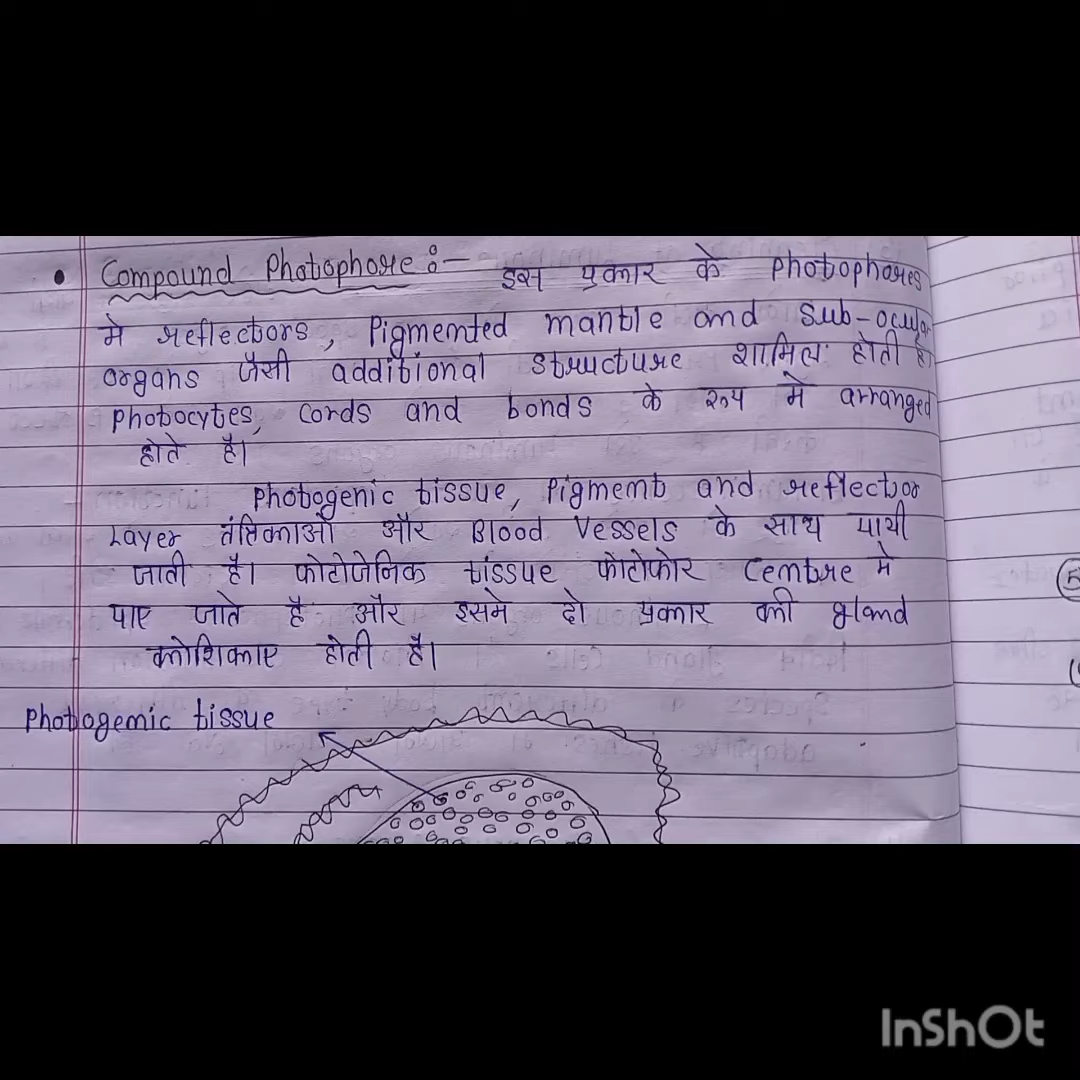 • Compound Photophore :- इस प्रकार के Photophores
मे reflectors, Pigmented mantle and Sub-ocular
organs जैसी additional structure शामिल होती है।
Photocytes, cords and bonds के रूप में arranged
होते है।
Photogenic tissue, Pigment and reflector
Layer तंत्रिकाओं और Blood Vessels के साथ पायी
जाती है। फोटोजेनिक tissue फोटोफोर Centre मे
पाए जाते है और इसमे दो प्रकार की gland
कोशिकाए होती है।
Photogenic tissue
InShOt